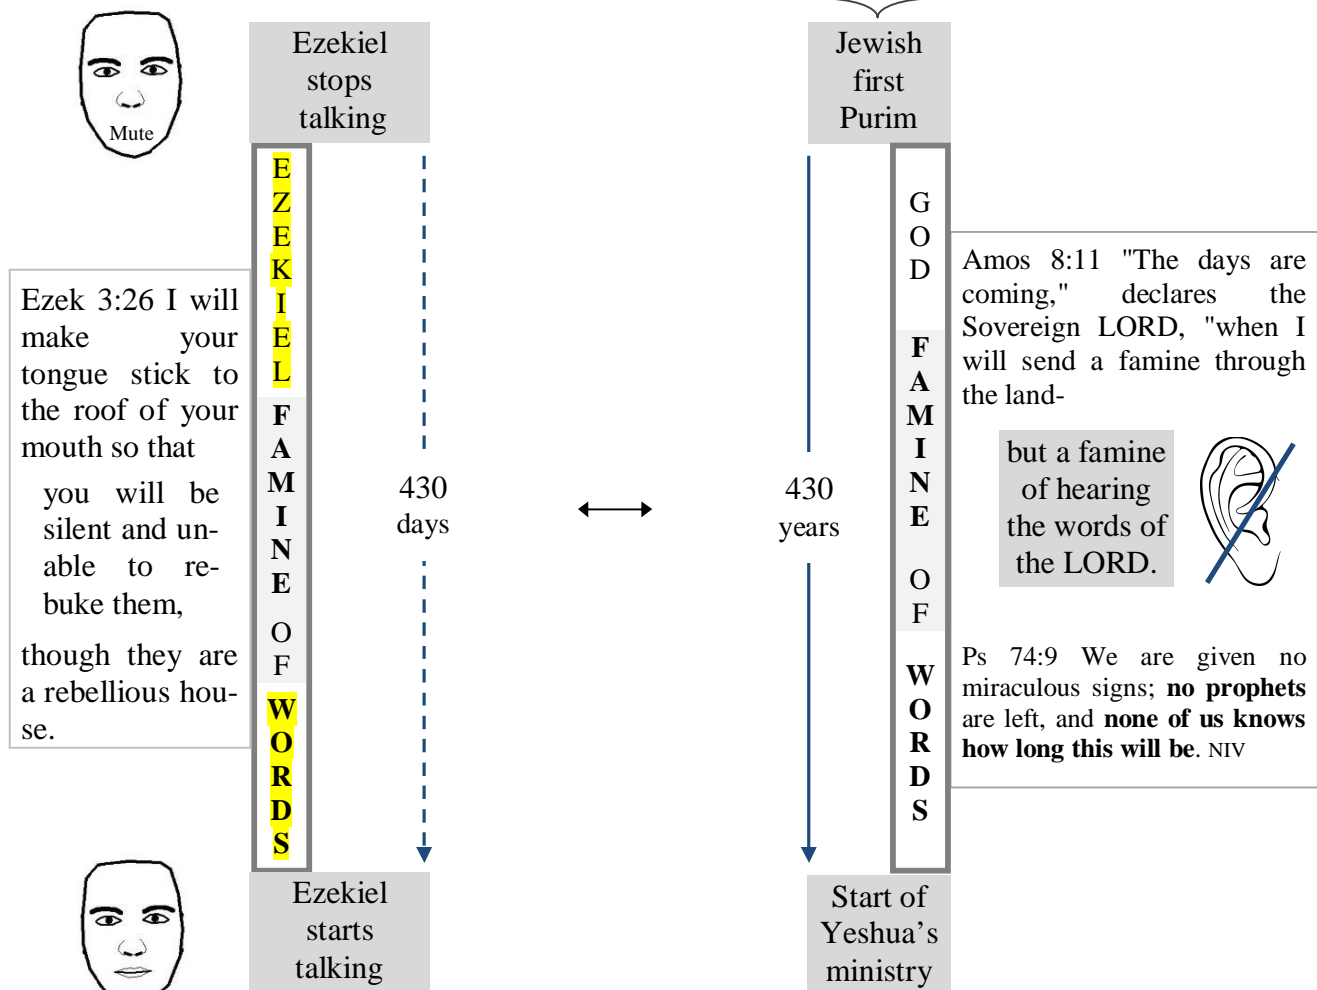 Mute
Ezekiel
stops
talking
Jewish
first
Purim
Ezek 3:26 I will
make your
tongue stick to
the roof of your
mouth so that
you will be
silent and un-
able to re-
buke them,
though they are
a rebellious hou-
se.
E
Z
E
K
I
E
L
F
A
M
I
N
E
O
F
W
O
R
D
S
430
days
430
years
G
O
D
F
A
M
I
N
E
O
F
W
O
R
D
S
Amos 8:11 "The days are
coming," declares the
Sovereign LORD, "when I
will send a famine through
the land-
but a famine
of hearing
the words of
the LORD.
Ps 74:9 We are given no
miraculous signs; no prophets
are left, and none of us knows
how long this will be. NIV
Ezekiel
starts
talking
Start of
Yeshua’s
ministry